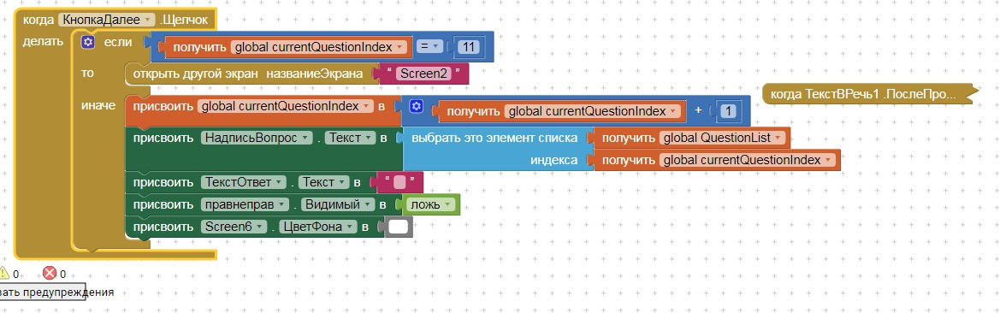 когда КнопкаДалее .Щелчок
делать если получить global currentQuestionIndex = 11
то открыть другой экран названиеЭкрана " Screen2 "
когда ТекстВРечь1 .ПослеПро...
иначе присвоить global currentQuestionIndex в получить global currentQuestionIndex + 1
присвоить НадписьВопрос . Текст в выбрать это элемент списка получить global QuestionList
индекса получить global currentQuestionIndex
присвоить ТекстОтвет . Текст в " "
присвоить правнеправ . Видимый в ложь
присвоить Screen6 . ЦветФона в
0 0
вать предупреждения